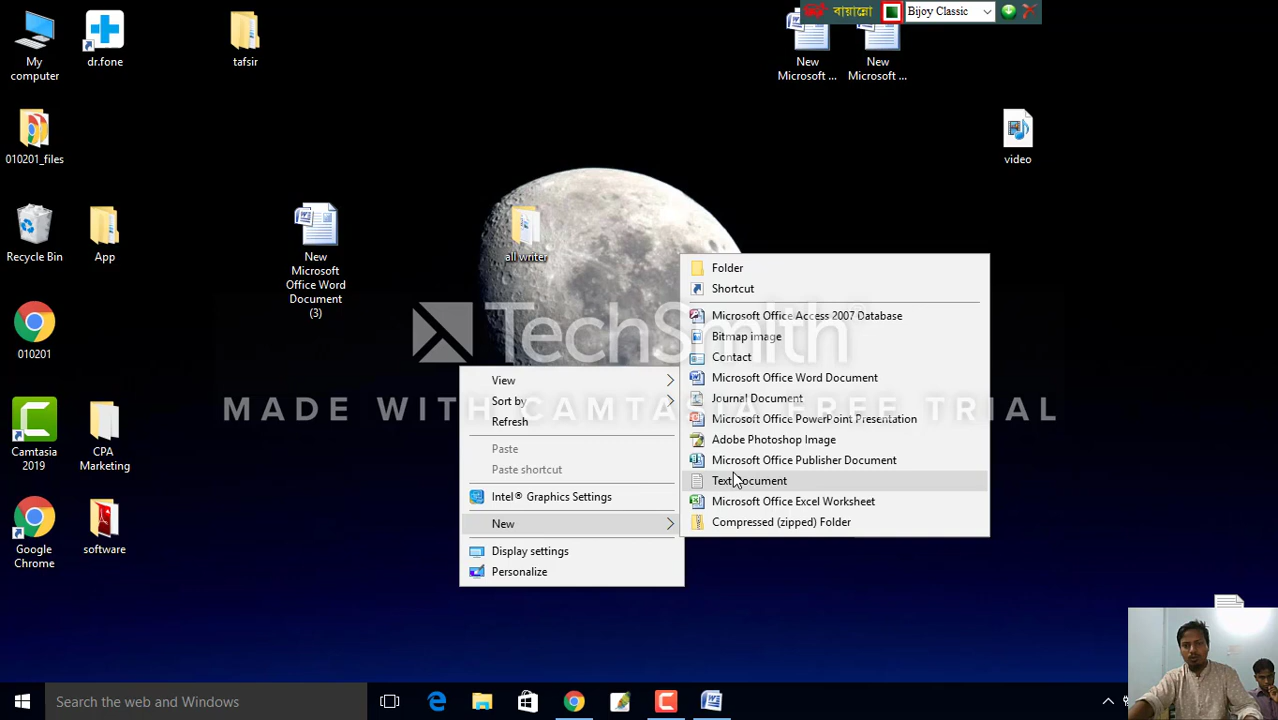 বায়ান্নো
Bijoy Classic
My
computer
dr.fone
tafsir
New
Microsoft ...
New
Microsoft ...
010201_files
video
Recycle Bin
App
New
Microsoft
Office Word
Document
(3)
all writer
010201
Camtasia
2019
CPA
Marketing
Google
Chrome
software
TechSmith
MADE WITH CAMTASIA FREE TRIAL
View
Sort by
Refresh
Paste
Paste shortcut
Intel® Graphics Settings
New
Display settings
Personalize
Folder
Shortcut
Microsoft Office Access 2007 Database
Bitmap image
Contact
Microsoft Office Word Document
Journal Document
Microsoft Office PowerPoint Presentation
Adobe Photoshop Image
Microsoft Office Publisher Document
Text Document
Microsoft Office Excel Worksheet
Compressed (zipped) Folder
Search the web and Windows